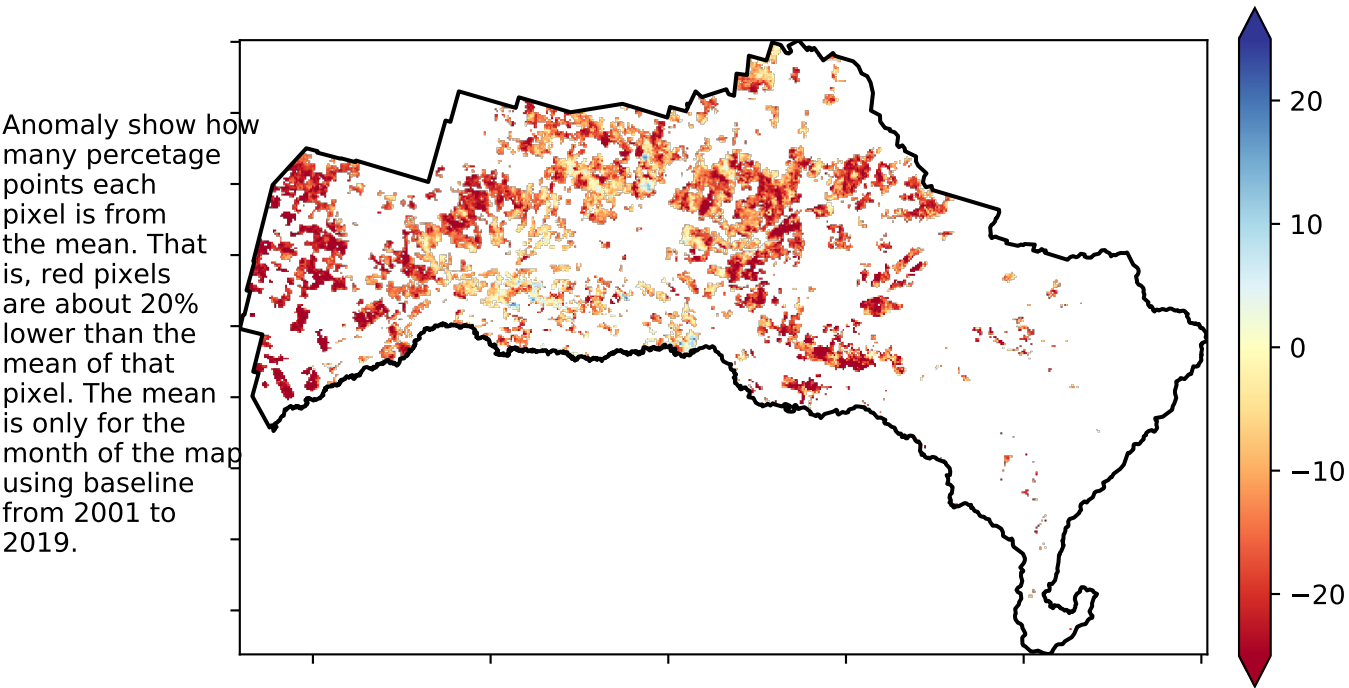 Anomaly show how
many percetage
points each
pixel is from
the mean. That
is, red pixels
are about 20%
lower than the
mean of that
pixel. The mean
is only for the
month of the map
using baseline
from 2001 to
2019.
20
10
0
−10
−20